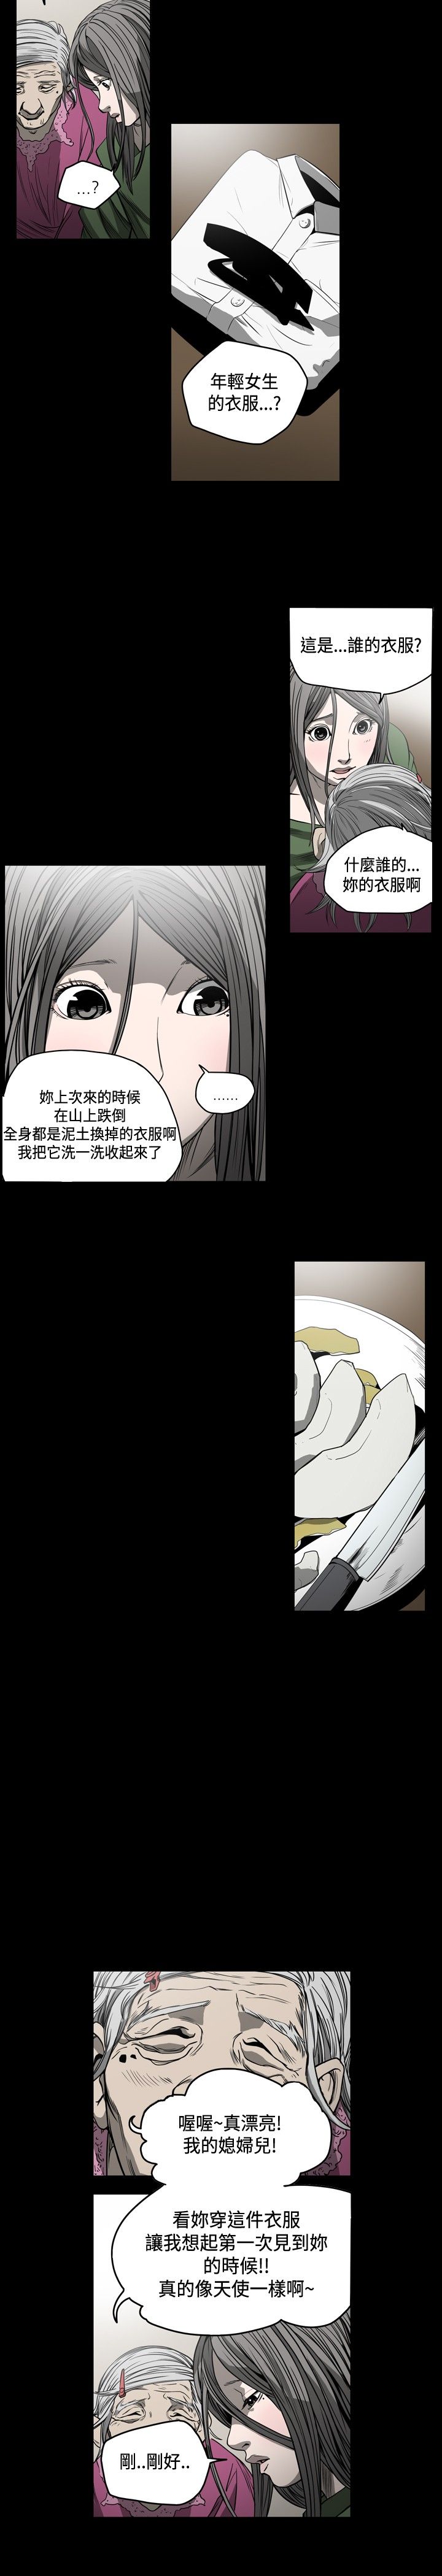 ...?
年輕女生
的衣服...?
這是...誰的衣服?
什麼誰的...
妳的衣服啊
妳上次來的時候
在山上跌倒
全身都是泥土換掉的衣服啊
我把它洗一洗收起來了
......
喔喔~真漂亮!
我的媳婦兒!
看妳穿這件衣服
讓我想起第一次見到妳
的時候!!
真的像天使一樣啊~
剛..剛好..